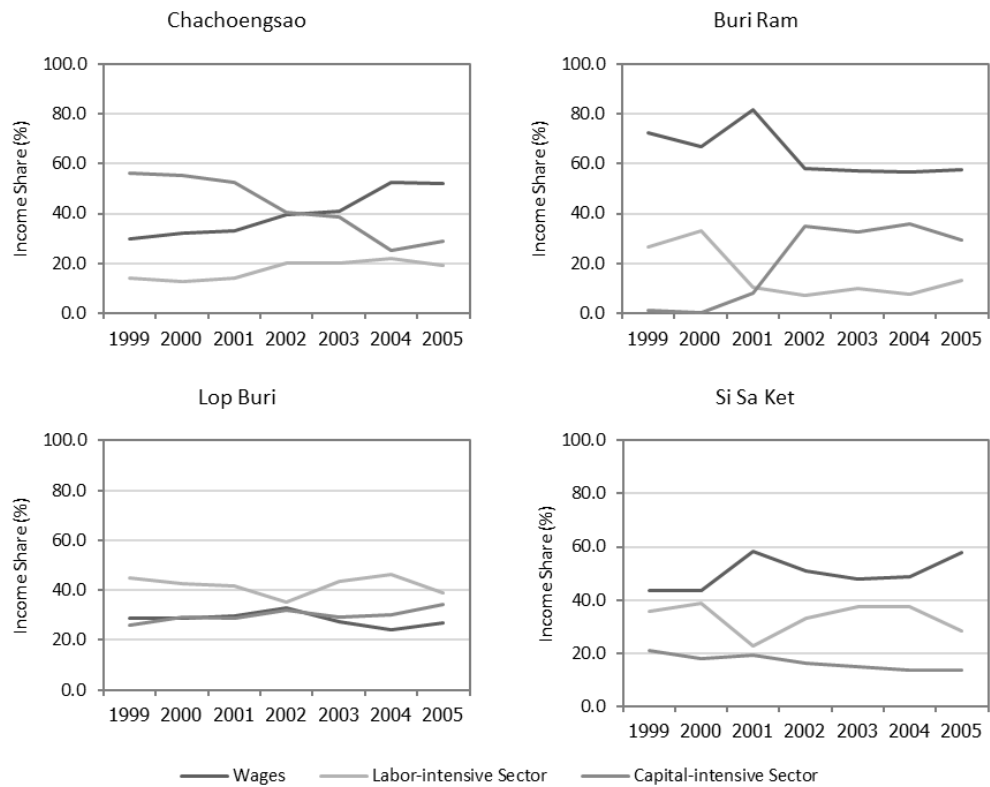 Chachoengsao
Income Share (%)
100.0
80.0
60.0
40.0
20.0
0.0
1999 2000 2001 2002 2003 2004 2005
Buri Ram
Income Share (%)
100.0
80.0
60.0
40.0
20.0
0.0
1999 2000 2001 2002 2003 2004 2005
Lop Buri
Income Share (%)
100.0
80.0
60.0
40.0
20.0
0.0
1999 2000 2001 2002 2003 2004 2005
Si Sa Ket
Income Share (%)
100.0
80.0
60.0
40.0
20.0
0.0
1999 2000 2001 2002 2003 2004 2005
Wages Labor-intensive Sector Capital-intensive Sector